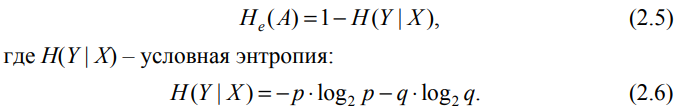 H_e(A) = 1 − H(Y | X), (2.5)
где H(Y | X) – условная энтропия:
H(Y | X) = −p · log₂ p − q · log₂ q. (2.6)